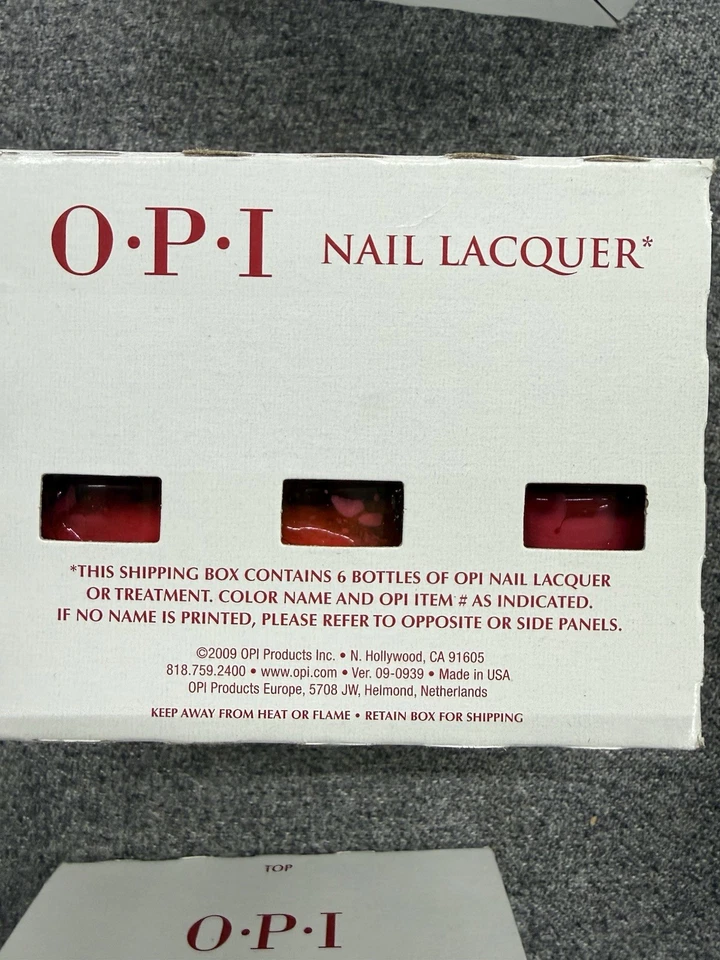 O·P·I NAIL LACQUER*
*THIS SHIPPING BOX CONTAINS 6 BOTTLES OF OPI NAIL LACQUER
OR TREATMENT. COLOR NAME AND OPI ITEM # AS INDICATED.
IF NO NAME IS PRINTED, PLEASE REFER TO OPPOSITE OR SIDE PANELS.
©2009 OPI Products Inc. • N. Hollywood, CA 91605
818.759.2400 • www.opi.com • Ver. 09-0939 • Made in USA
OPI Products Europe, 5708 JW, Helmond, Netherlands
KEEP AWAY FROM HEAT OR FLAME • RETAIN BOX FOR SHIPPING
TOP
O·P·I